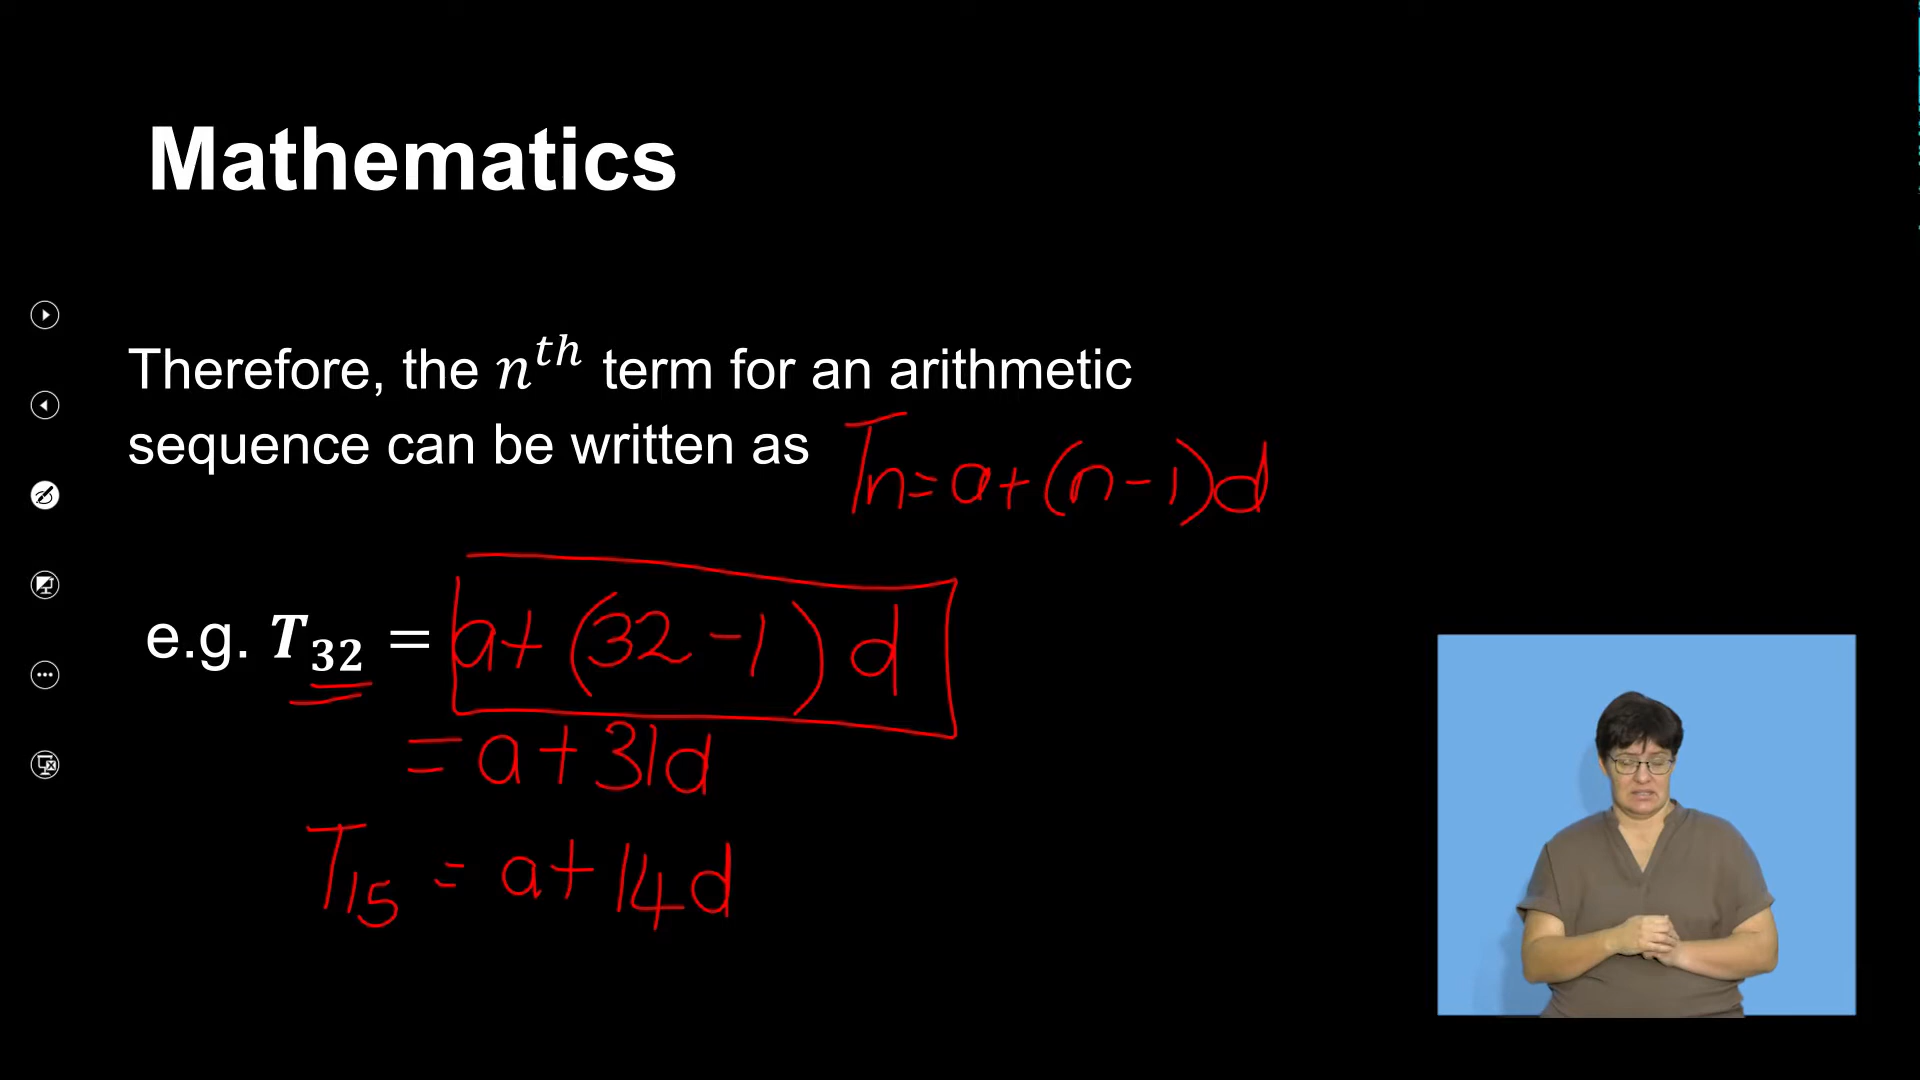 Mathematics
Therefore, the nᵗʰ term for an arithmetic
sequence can be written as Tn = a + (n - 1)d
e.g. T₃₂ = a + (32 - 1) d
= a + 31d
T₁₅ = a + 14d